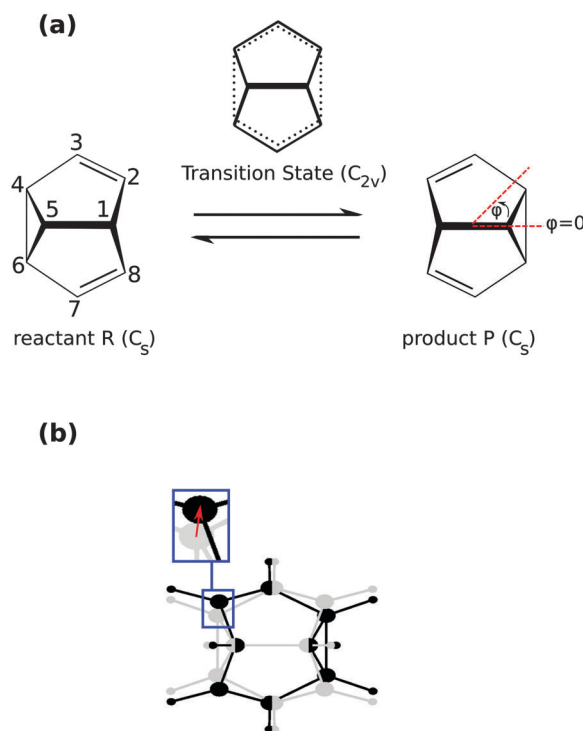 (a)
Transition State (C2v)
3
4
2
5
1
6
8
7
φ
φ=0
reactant R (Cs)
product P (Cs)
(b)